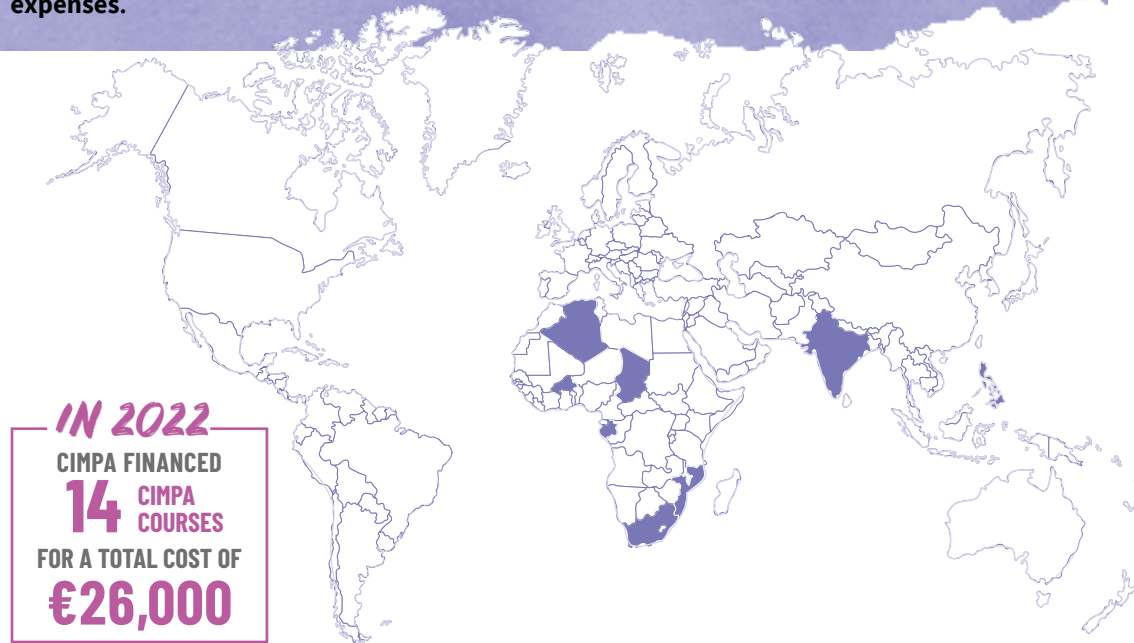 expenses.
IN 2022
CIMPA FINANCED
14 CIMPA
COURSES
FOR A TOTAL COST OF
€26,000